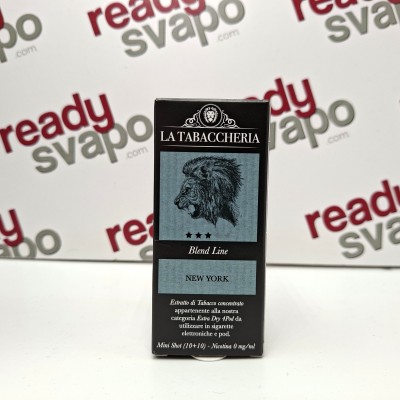 ready
svapo
.com
ready
svapo
.com
ready
svapo
.com
ready
svapo
.com
LA TABACCHERIA
Blend Line
NEW YORK
Estratto di Tabacco concentrato
appartenente alla nostra
categoria Extra Dry 4Pod da
utilizzare in sigarette
elettroniche e pod.
Mini Shot (10+10) - Nicotina 0 mg/ml